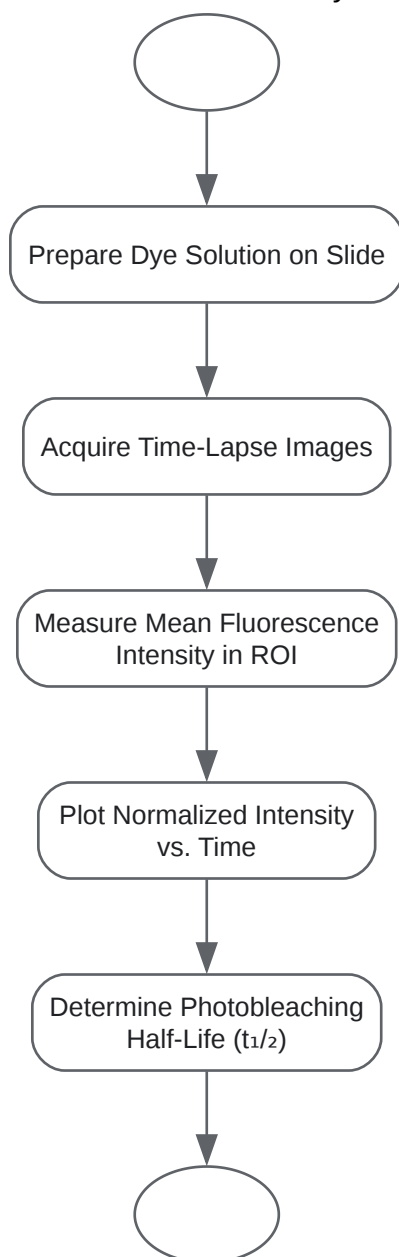 Prepare Dye Solution on Slide
Acquire Time-Lapse Images
Measure Mean Fluorescence
Intensity in ROI
Plot Normalized Intensity
vs. Time
Determine Photobleaching
Half-Life (t₁/₂)